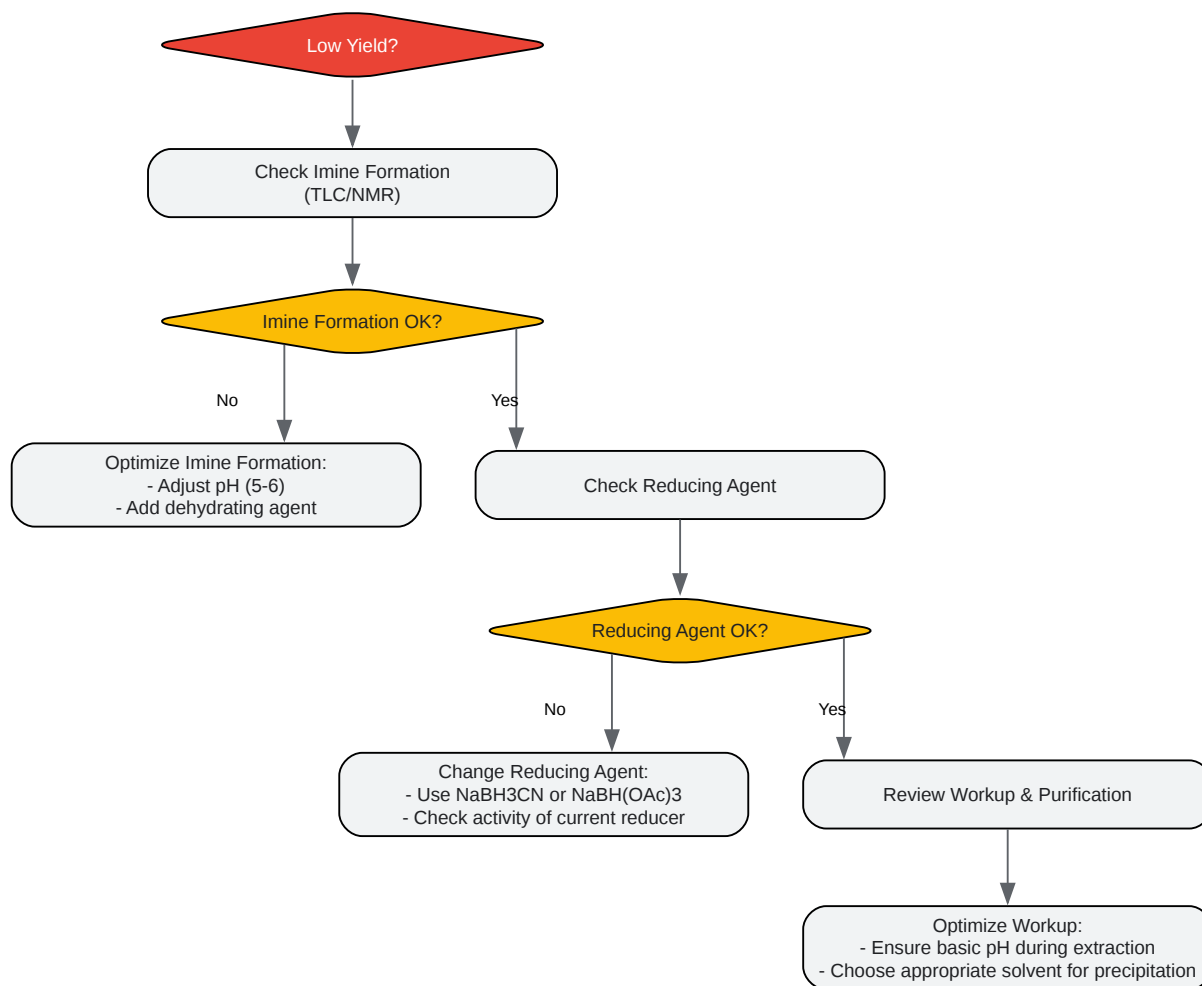 Low Yield?
Check Imine Formation
(TLC/NMR)
Imine Formation OK?
No
Yes
Optimize Imine Formation:
- Adjust pH (5-6)
- Add dehydrating agent
Check Reducing Agent
Reducing Agent OK?
No
Yes
Change Reducing Agent:
- Use NaBH3CN or NaBH(OAc)3
- Check activity of current reducer
Review Workup & Purification
Optimize Workup:
- Ensure basic pH during extraction
- Choose appropriate solvent for precipitation